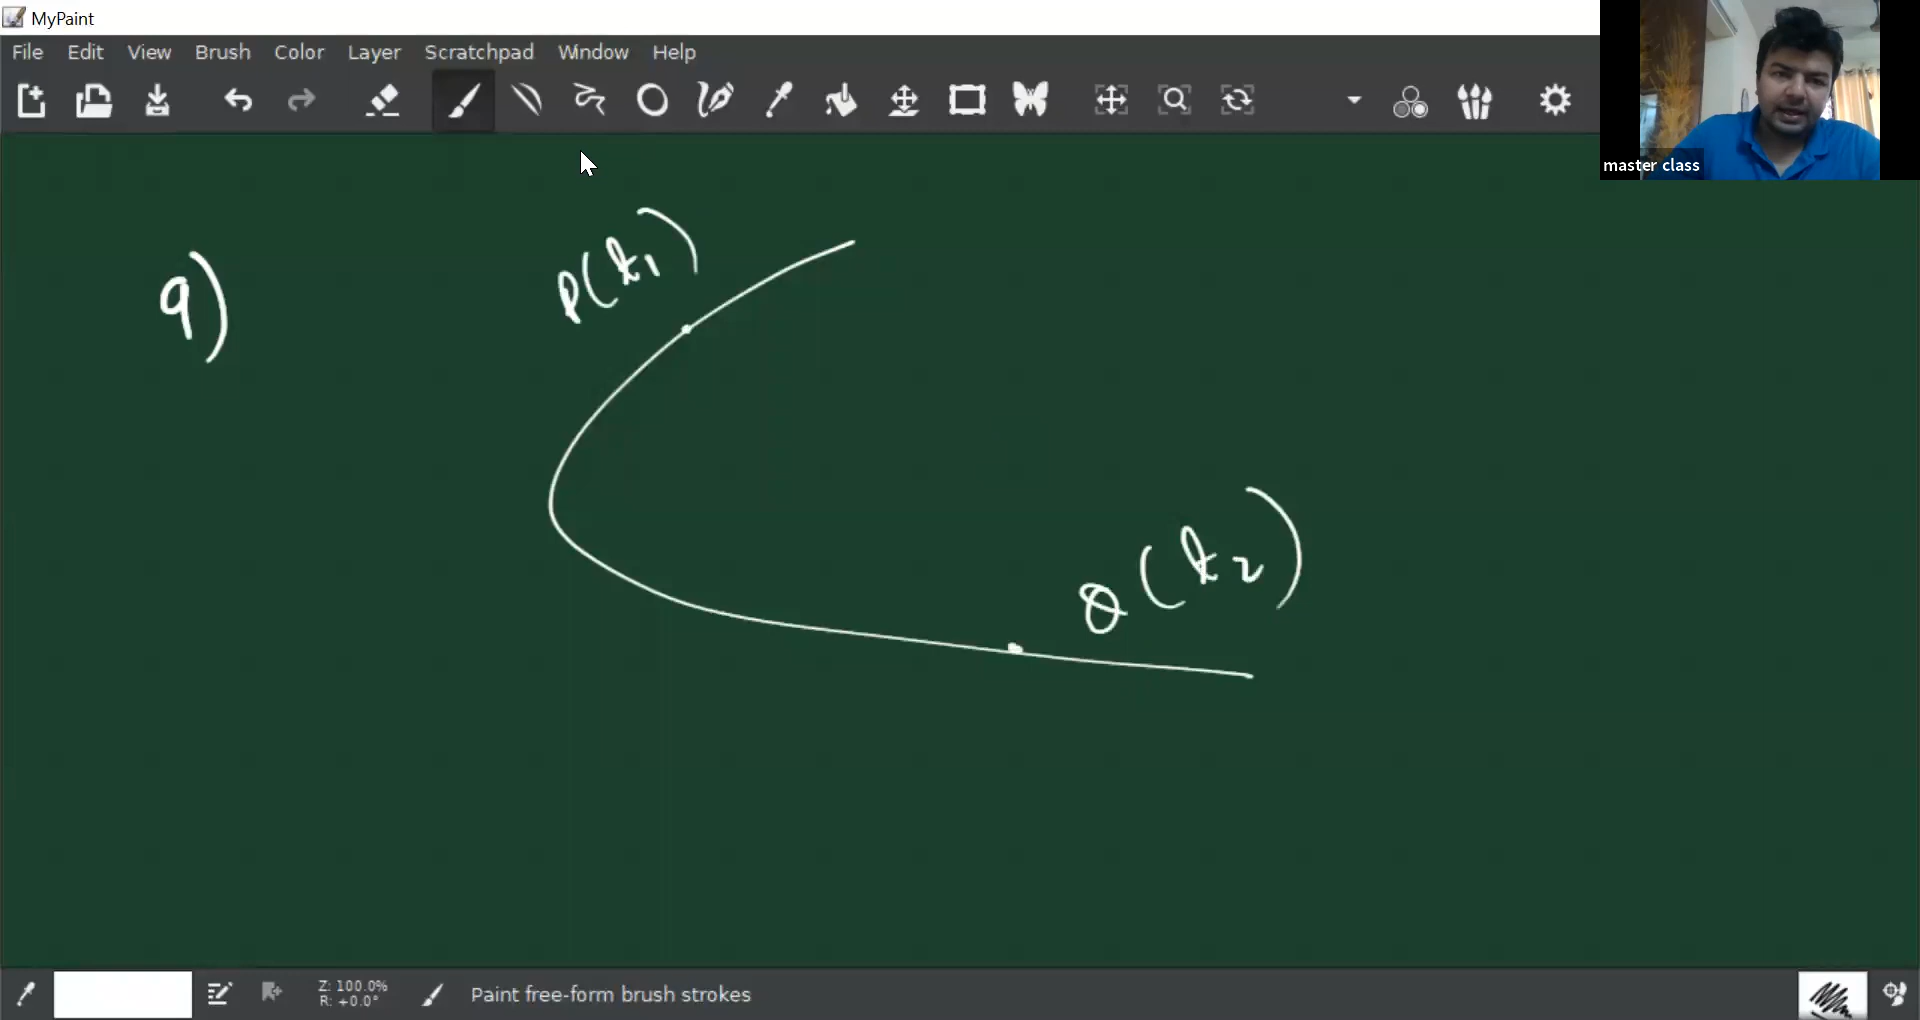 MyPaint
File Edit View Brush Color Layer Scratchpad Window Help
master class
9)
P(t1)
Q(t2)
Z: 100.0%
R: +0.0°
Paint free-form brush strokes